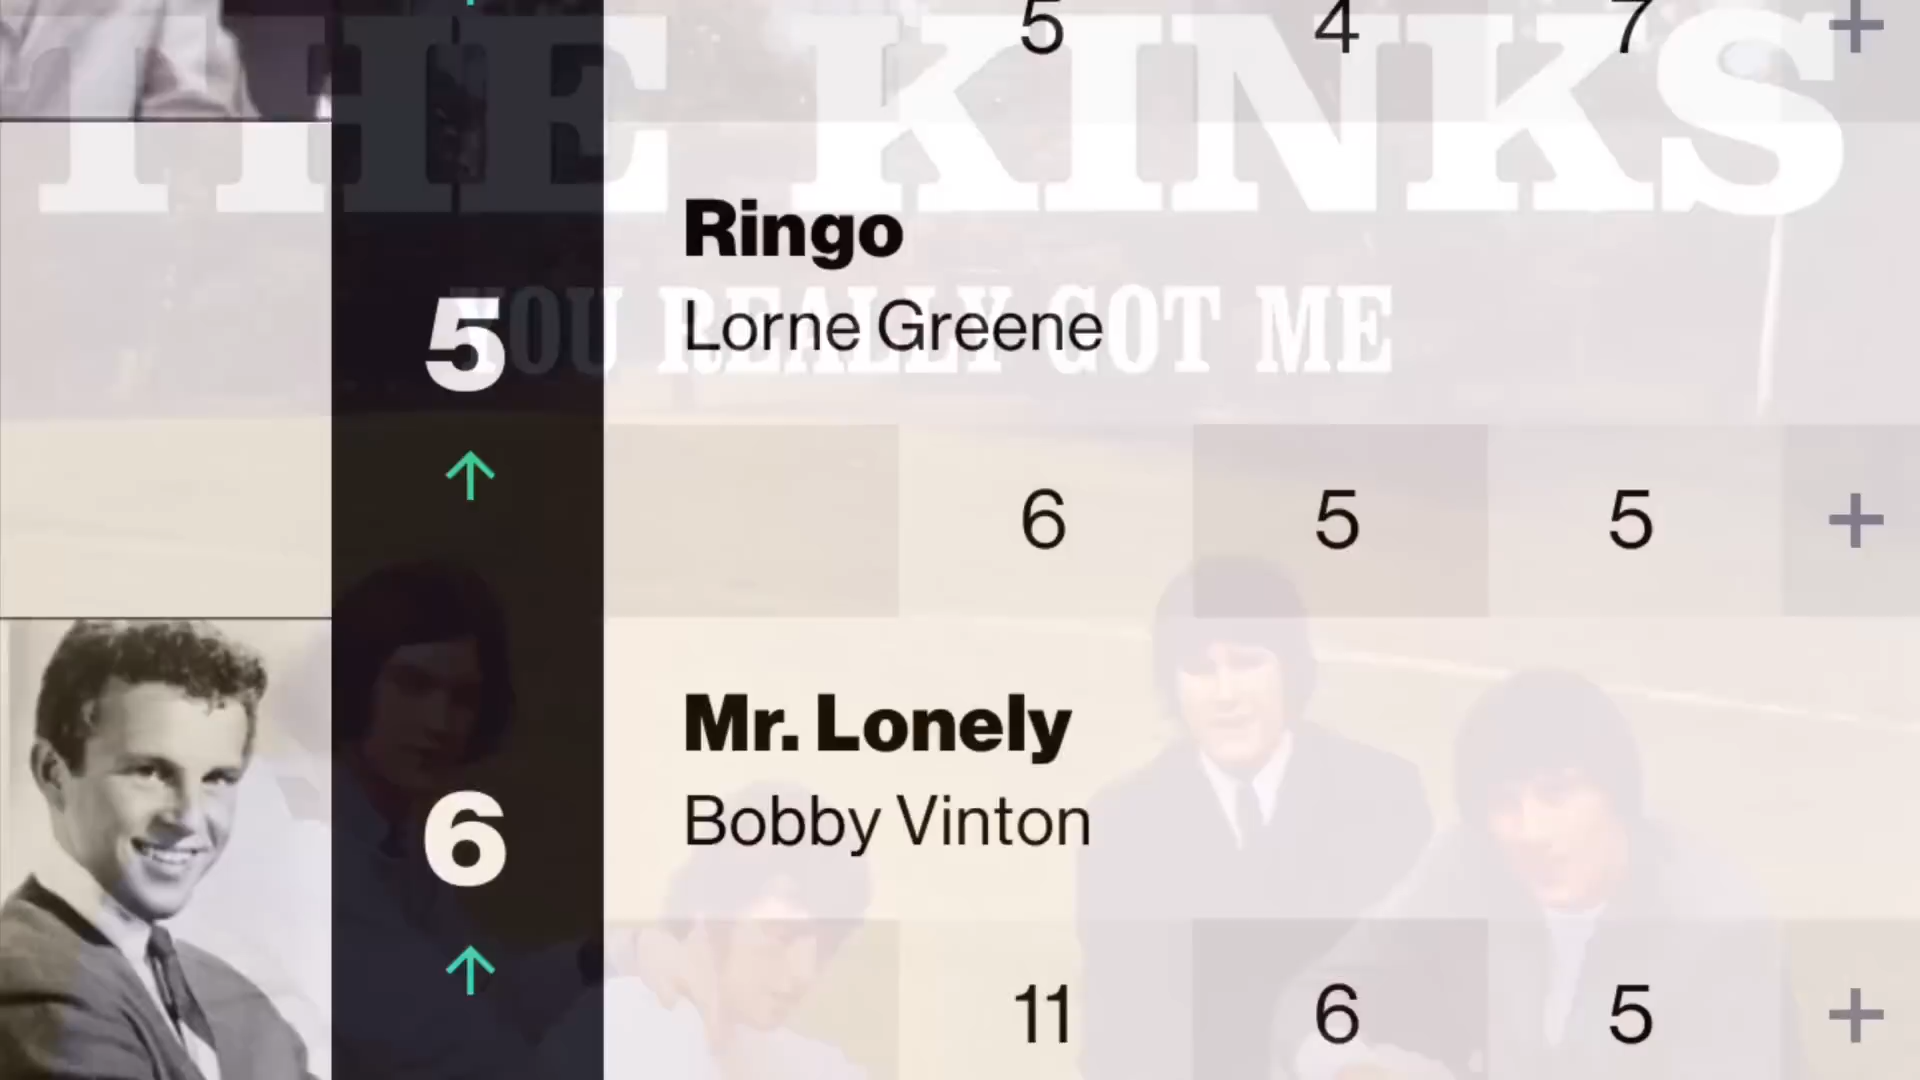 THE KINKS
YOU REALLY GOT ME
5 4 7 +
5
Ringo
Lorne Greene
6 5 5 +
6
Mr. Lonely
Bobby Vinton
11 6 5 +